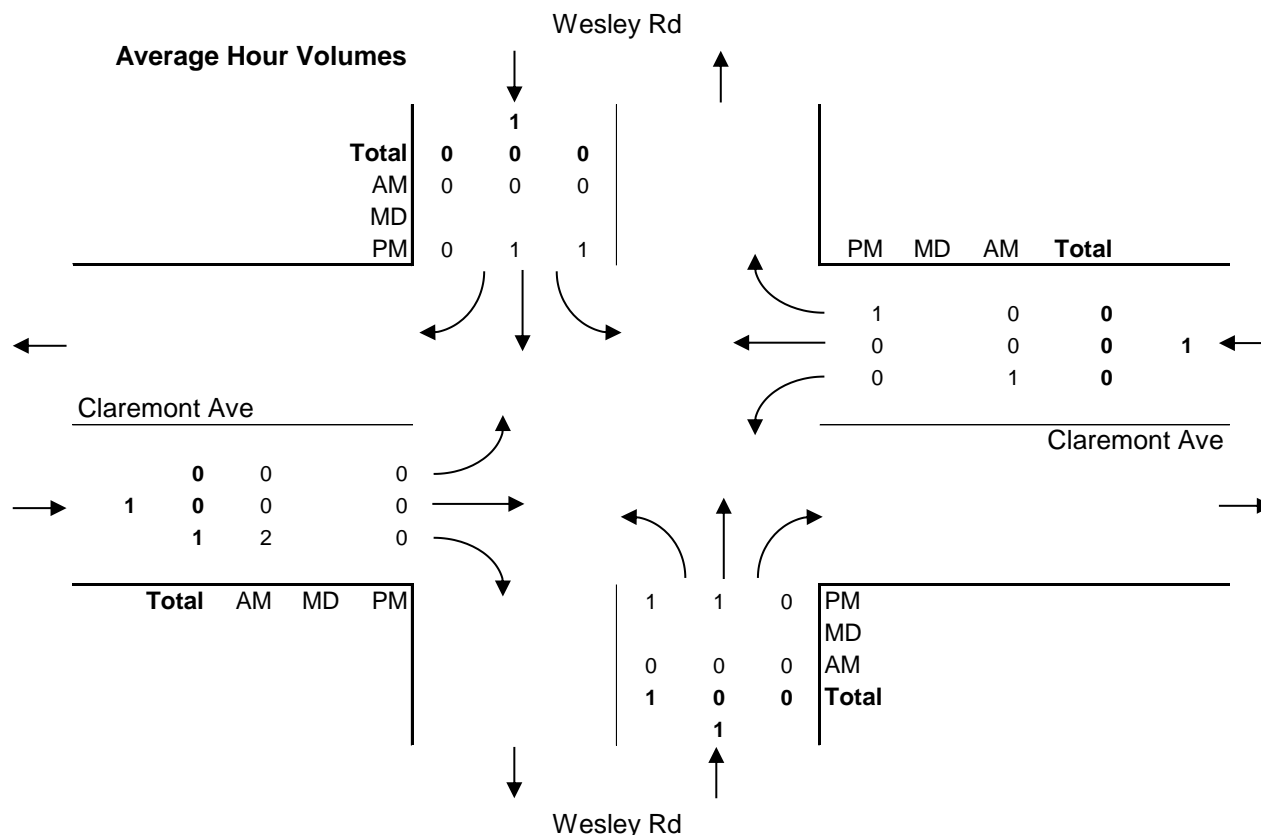 Wesley Rd
Average Hour Volumes
1
Total 0 0 0
AM 0 0 0
MD
PM 0 1 1
PM MD AM Total
1 0 0
0 0 0 1
0 1 0
Claremont Ave
Claremont Ave
0 0 0
1 0 0 0
1 2 0
Total AM MD PM
1 1 0 PM
MD
0 0 0 AM
1 0 0 Total
1
Wesley Rd